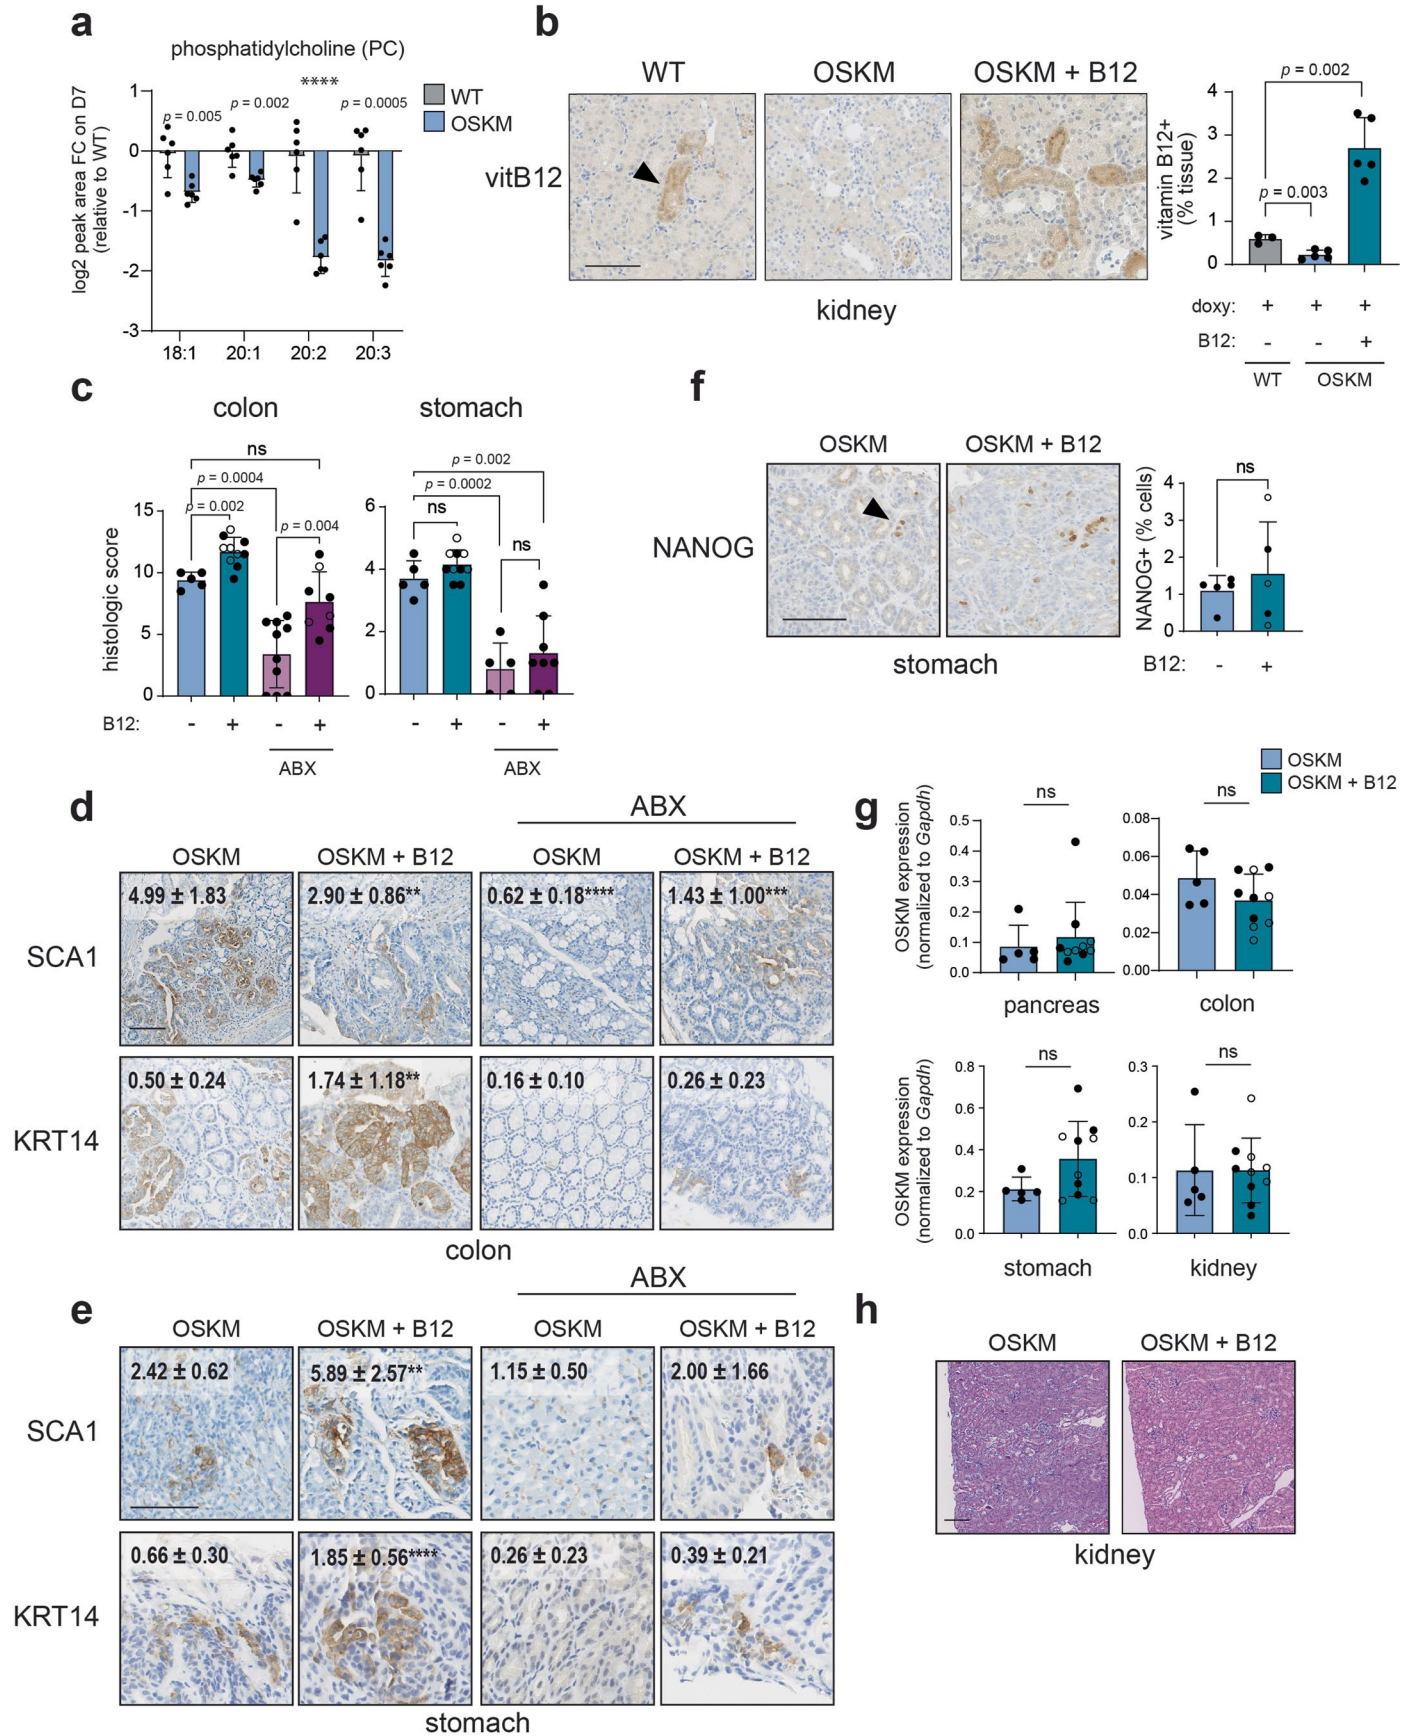 a
phosphatidylcholine (PC)
log2 peak area FC on D7
(relative to WT)
1
0
-1
-2
-3
p = 0.005
p = 0.002
****
p = 0.0005
WT
OSKM
18:1
20:1
20:2
20:3
b
WT
OSKM
OSKM + B12
vitB12
kidney
vitamin B12+
(% tissue)
4
3
2
1
0
p = 0.002
p = 0.003
doxy:
+
+
+
B12:
-
-
+
WT
OSKM
c
colon
histologic score
15
10
5
0
ns
p = 0.0004
p = 0.002
p = 0.004
stomach
6
4
2
0
p = 0.002
p = 0.0002
ns
ns
B12:
-
+
-
+
-
+
-
+
ABX
ABX
f
OSKM
OSKM + B12
NANOG
stomach
NANOG+ (% cells)
4
3
2
1
0
ns
B12:
-
+
d
ABX
OSKM
OSKM + B12
OSKM
OSKM + B12
SCA1
4.99 ± 1.83
2.90 ± 0.86**
0.62 ± 0.18****
1.43 ± 1.00***
KRT14
0.50 ± 0.24
1.74 ± 1.18**
0.16 ± 0.10
0.26 ± 0.23
colon
e
ABX
OSKM
OSKM + B12
OSKM
OSKM + B12
SCA1
2.42 ± 0.62
5.89 ± 2.57**
1.15 ± 0.50
2.00 ± 1.66
KRT14
0.66 ± 0.30
1.85 ± 0.56****
0.26 ± 0.23
0.39 ± 0.21
stomach
g
OSKM
OSKM + B12
OSKM expression
(normalized to Gapdh)
0.5
0.4
0.3
0.2
0.1
0.0
ns
pancreas
0.08
0.06
0.04
0.02
0.00
ns
colon
OSKM expression
(normalized to Gapdh)
0.8
0.6
0.4
0.2
0.0
ns
stomach
0.3
0.2
0.1
0.0
ns
kidney
h
OSKM
OSKM + B12
kidney